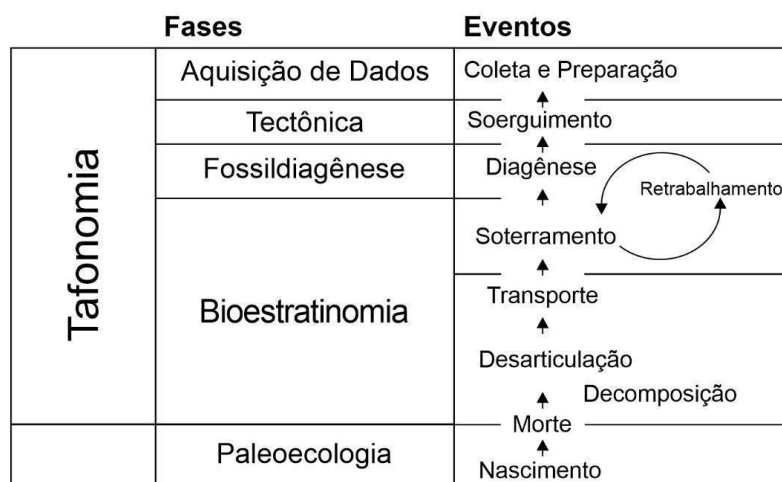 Fases Eventos
Aquisição de Dados Coleta e Preparação
Tectônica Soerguimento
Fossildiagênese Diagênese
Retrabalhamento
Soterramento
Tafonomia
Bioestratinomia Transporte
Desarticulação
Decomposição
Morte
Paleoecologia Nascimento